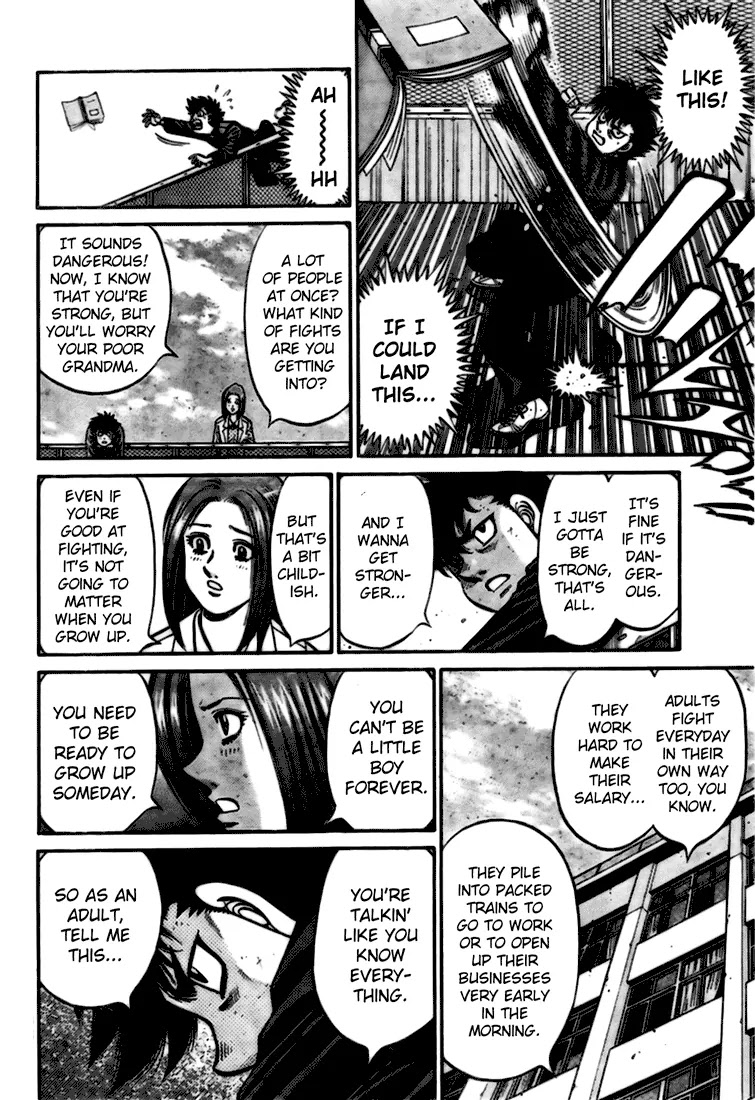 LIKE
THIS!
IF I
COULD
LAND
THIS...
AH
HH
A LOT
OF PEOPLE
AT ONCE?
WHAT KIND
OF FIGHTS
ARE YOU
GETTING
INTO?
IT SOUNDS
DANGEROUS!
NOW, I KNOW
THAT YOU'RE
STRONG, BUT
YOU'LL WORRY
YOUR POOR
GRANDMA.
IT'S
FINE
IF IT'S
DAN-
GER-
OUS.
I JUST
GOTTA
BE
STRONG,
THAT'S
ALL.
AND I
WANNA
GET
STRON-
GER...
BUT
THAT'S
A BIT
CHILD-
ISH.
EVEN IF
YOU'RE
GOOD AT
FIGHTING,
IT'S NOT
GOING TO
MATTER
WHEN YOU
GROW UP.
ADULTS
FIGHT
EVERYDAY
IN THEIR
OWN WAY
TOO, YOU
KNOW.
THEY
WORK
HARD TO
MAKE
THEIR
SALARY...
THEY PILE
INTO PACKED
TRAINS TO
GO TO WORK
OR TO OPEN
UP THEIR
BUSINESSES
VERY EARLY
IN THE
MORNING.
YOU
CAN'T BE
A LITTLE
BOY
FOREVER.
YOU NEED
TO BE
READY TO
GROW UP
SOMEDAY.
YOU'RE
TALKIN'
LIKE YOU
KNOW
EVERY-
THING.
SO AS AN
ADULT,
TELL ME
THIS...